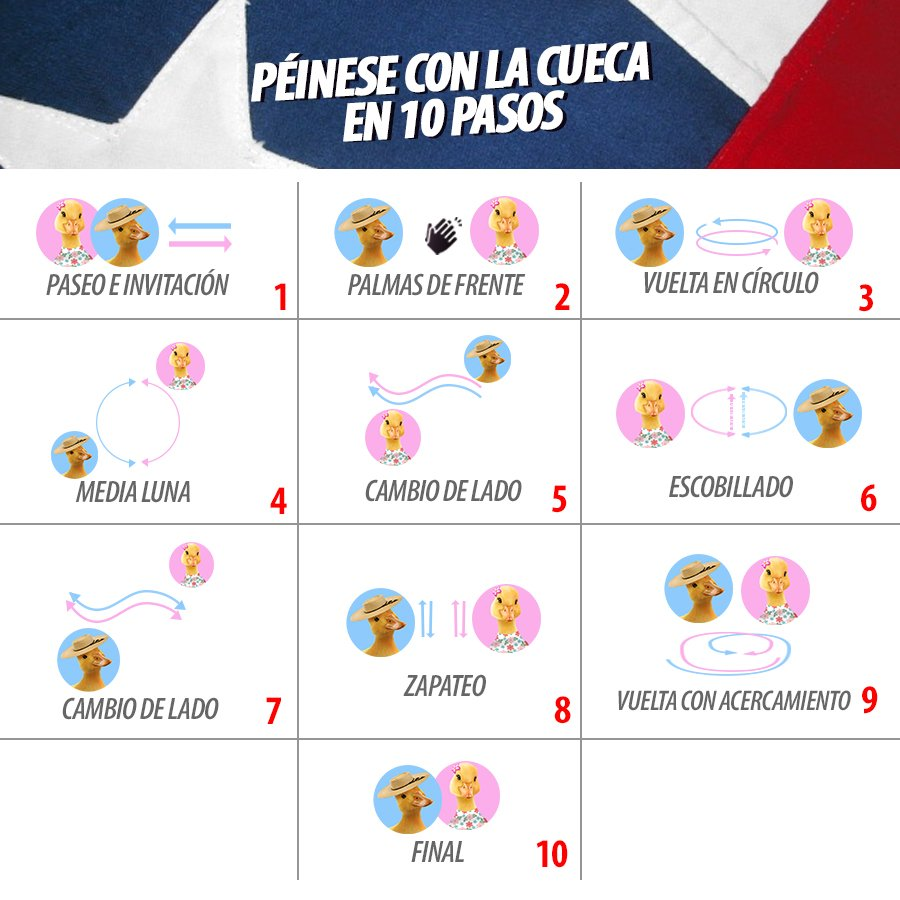 PÉINESE CON LA CUECA
EN 10 PASOS
PASEO E INVITACIÓN
1
PALMAS DE FRENTE
2
VUELTA EN CÍRCULO
3
MEDIA LUNA
4
CAMBIO DE LADO
5
ESCOBILLADO
6
CAMBIO DE LADO
7
ZAPATEO
8
VUELTA CON ACERCAMIENTO
9
FINAL
10